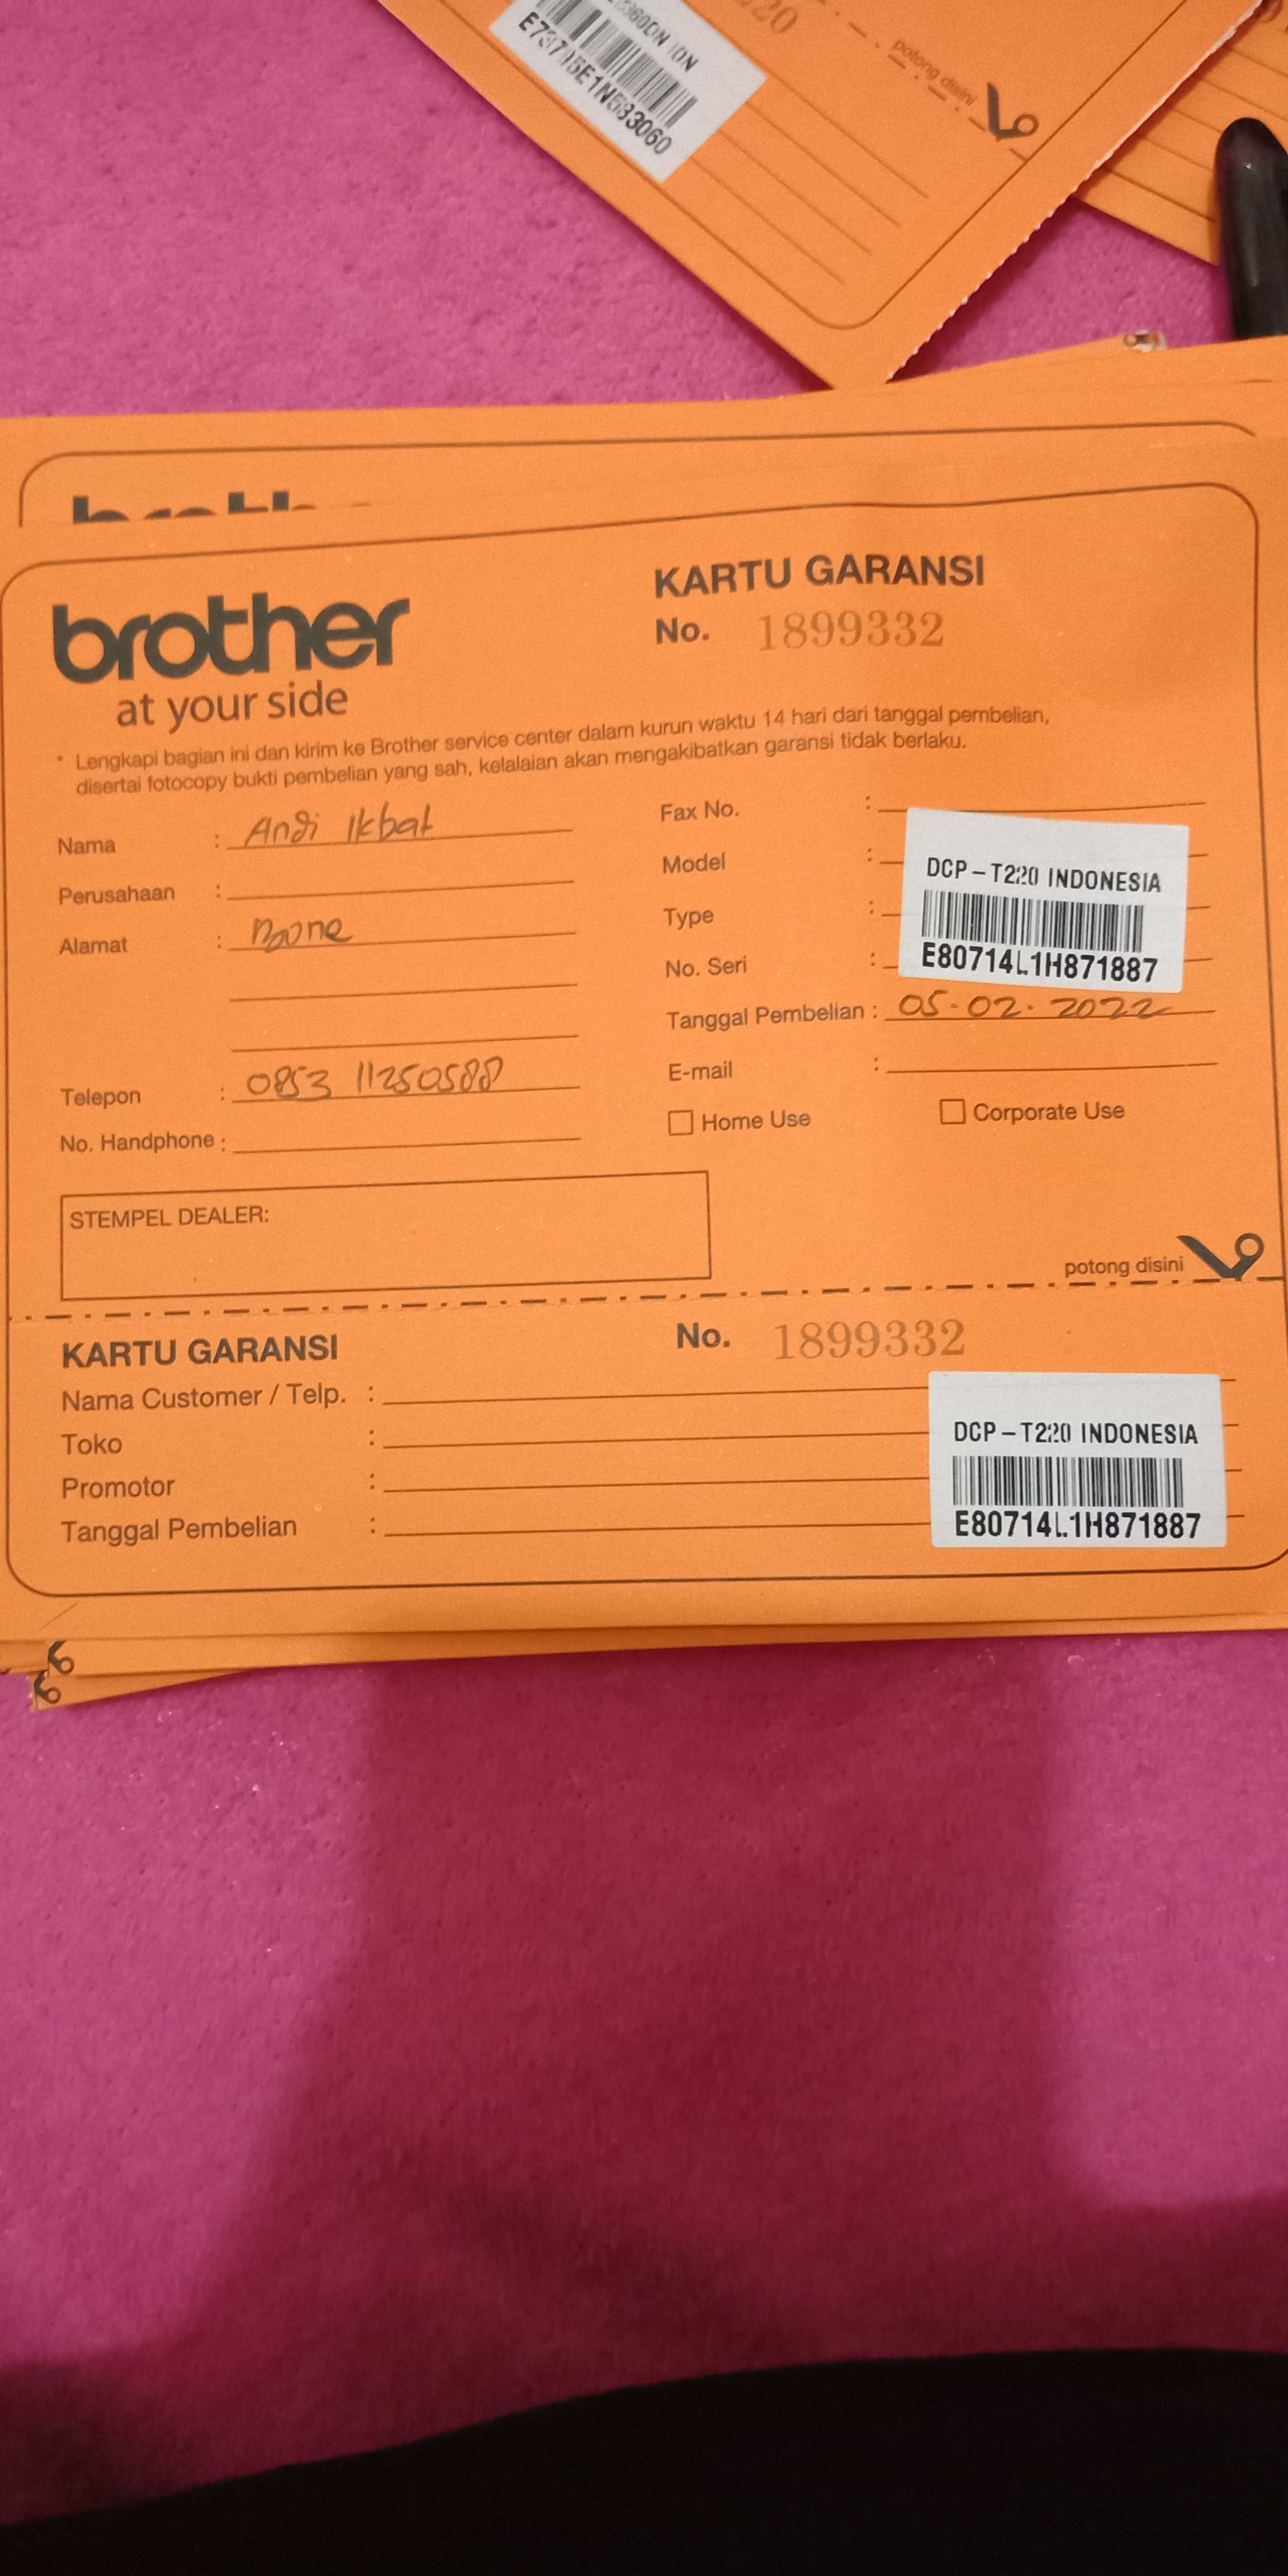 E73715E1N533060
potong disini
brother
at your side
KARTU GARANSI
No. 1899332
* Lengkapi bagian ini dan kirim ke Brother service center dalam kurun waktu 14 hari dari tanggal pembelian,
disertai fotocopy bukti pembelian yang sah, kelalaian akan mengakibatkan garansi tidak berlaku.
Nama : Andi Ikbal
Perusahaan :
Alamat : Bone
Telepon : 0853 11250588
No. Handphone :
Fax No. :
Model :
Type :
No. Seri :
DCP-T220 INDONESIA
E80714L1H871887
Tanggal Pembelian : 05-02-2022
E-mail :
Home Use
Corporate Use
STEMPEL DEALER:
potong disini
KARTU GARANSI
No. 1899332
Nama Customer / Telp. :
Toko :
Promotor :
Tanggal Pembelian :
DCP-T220 INDONESIA
E80714L1H871887